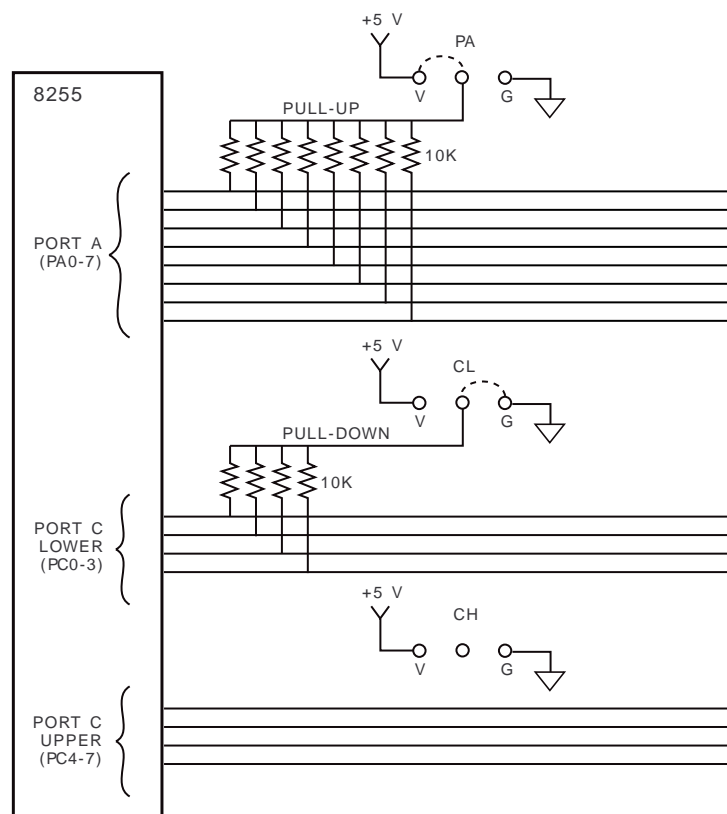 +5 V
PA
V
G
8255
PULL-UP
10K
PORT A
(PA0-7)
+5 V
CL
V
G
PULL-DOWN
10K
PORT C
LOWER
(PC0-3)
+5 V
CH
V
G
PORT C
UPPER
(PC4-7)